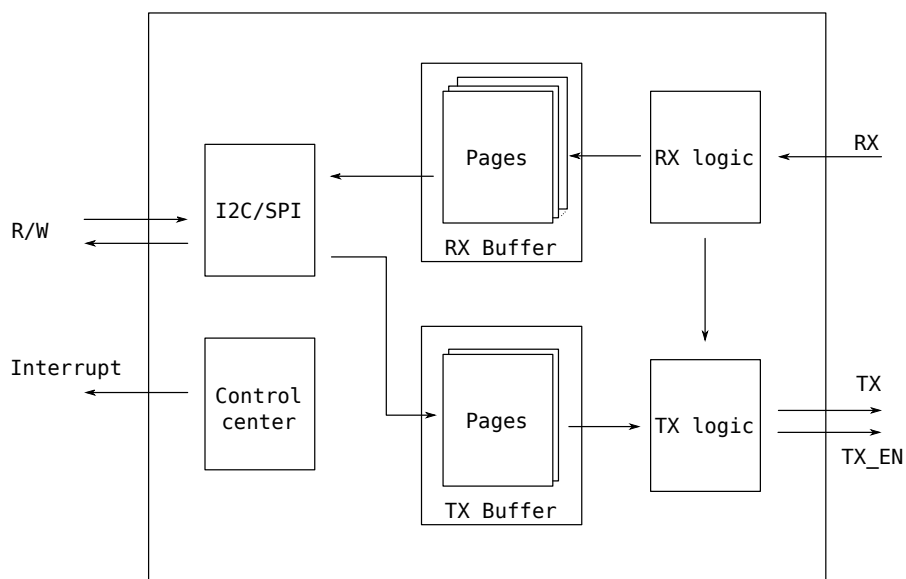 Pages
RX logic
RX
I2C/SPI
R/W
RX Buffer
Interrupt
Control
center
Pages
TX logic
TX
TX_EN
TX Buffer